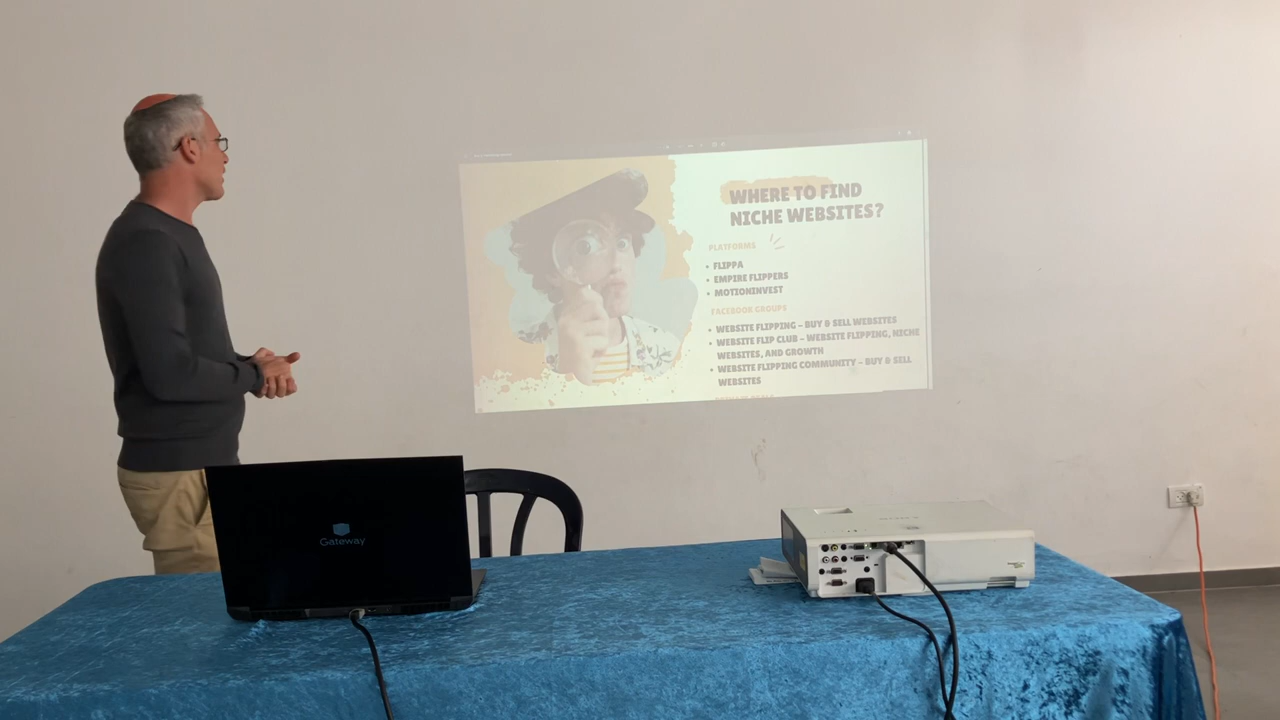 WHERE TO FIND
NICHE WEBSITES?
PLATFORMS
• FLIPPA
• EMPIRE FLIPPERS
• MOTIONINVEST
FACEBOOK GROUPS
• WEBSITE FLIPPING - BUY & SELL WEBSITES
• WEBSITE FLIP CLUB - WEBSITE FLIPPING, NICHE
WEBSITES, AND GROWTH
• WEBSITE FLIPPING COMMUNITY - BUY & SELL
WEBSITES
Gateway